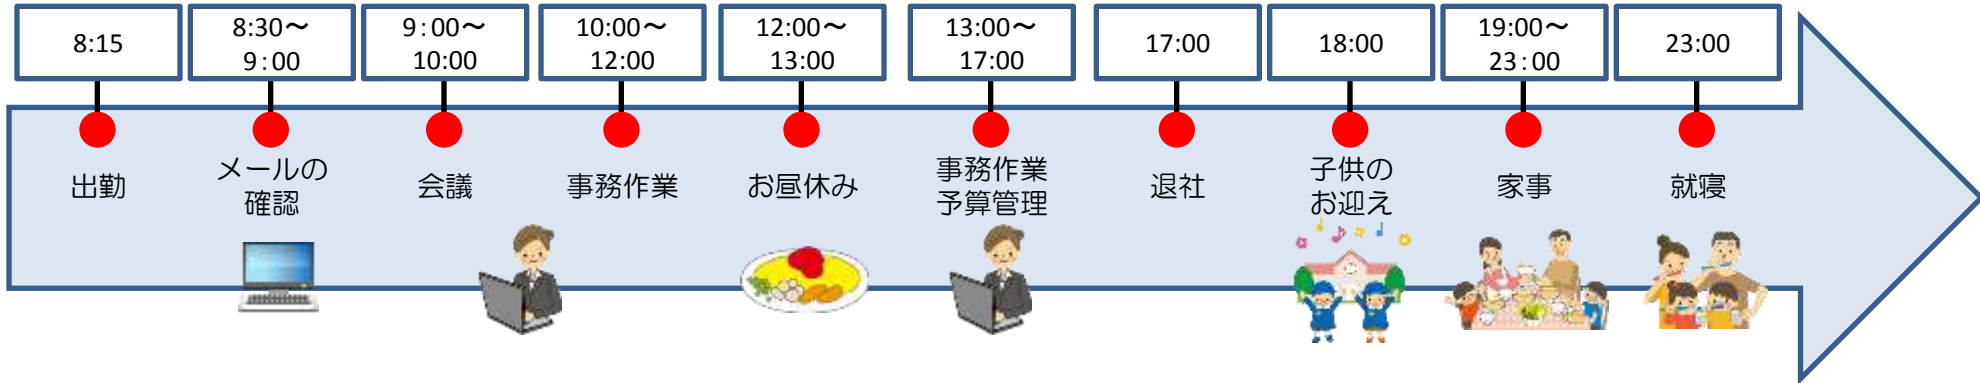 8:15
8:30～
9:00
9:00～
10:00
10:00～
12:00
12:00～
13:00
13:00～
17:00
17:00
18:00
19:00～
23:00
23:00
出勤
メールの
確認
会議
事務作業
お昼休み
事務作業
予算管理
退社
子供の
お迎え
家事
就寝